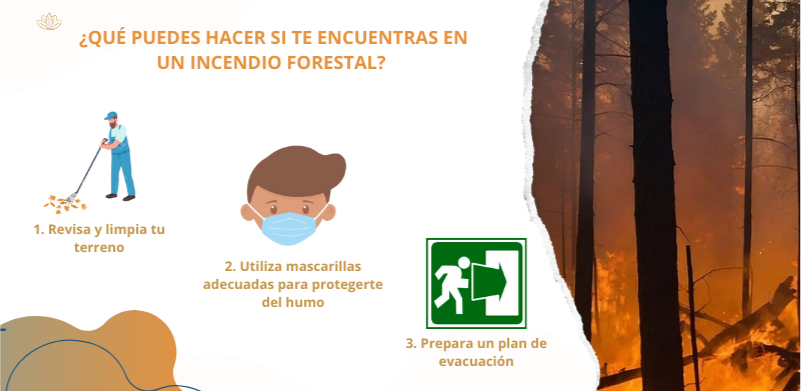 ¿QUÉ PUEDES HACER SI TE ENCUENTRAS EN
UN INCENDIO FORESTAL?
1. Revisa y limpia tu
terreno
2. Utiliza mascarillas
adecuadas para protegerte
del humo
3. Prepara un plan de
evacuación